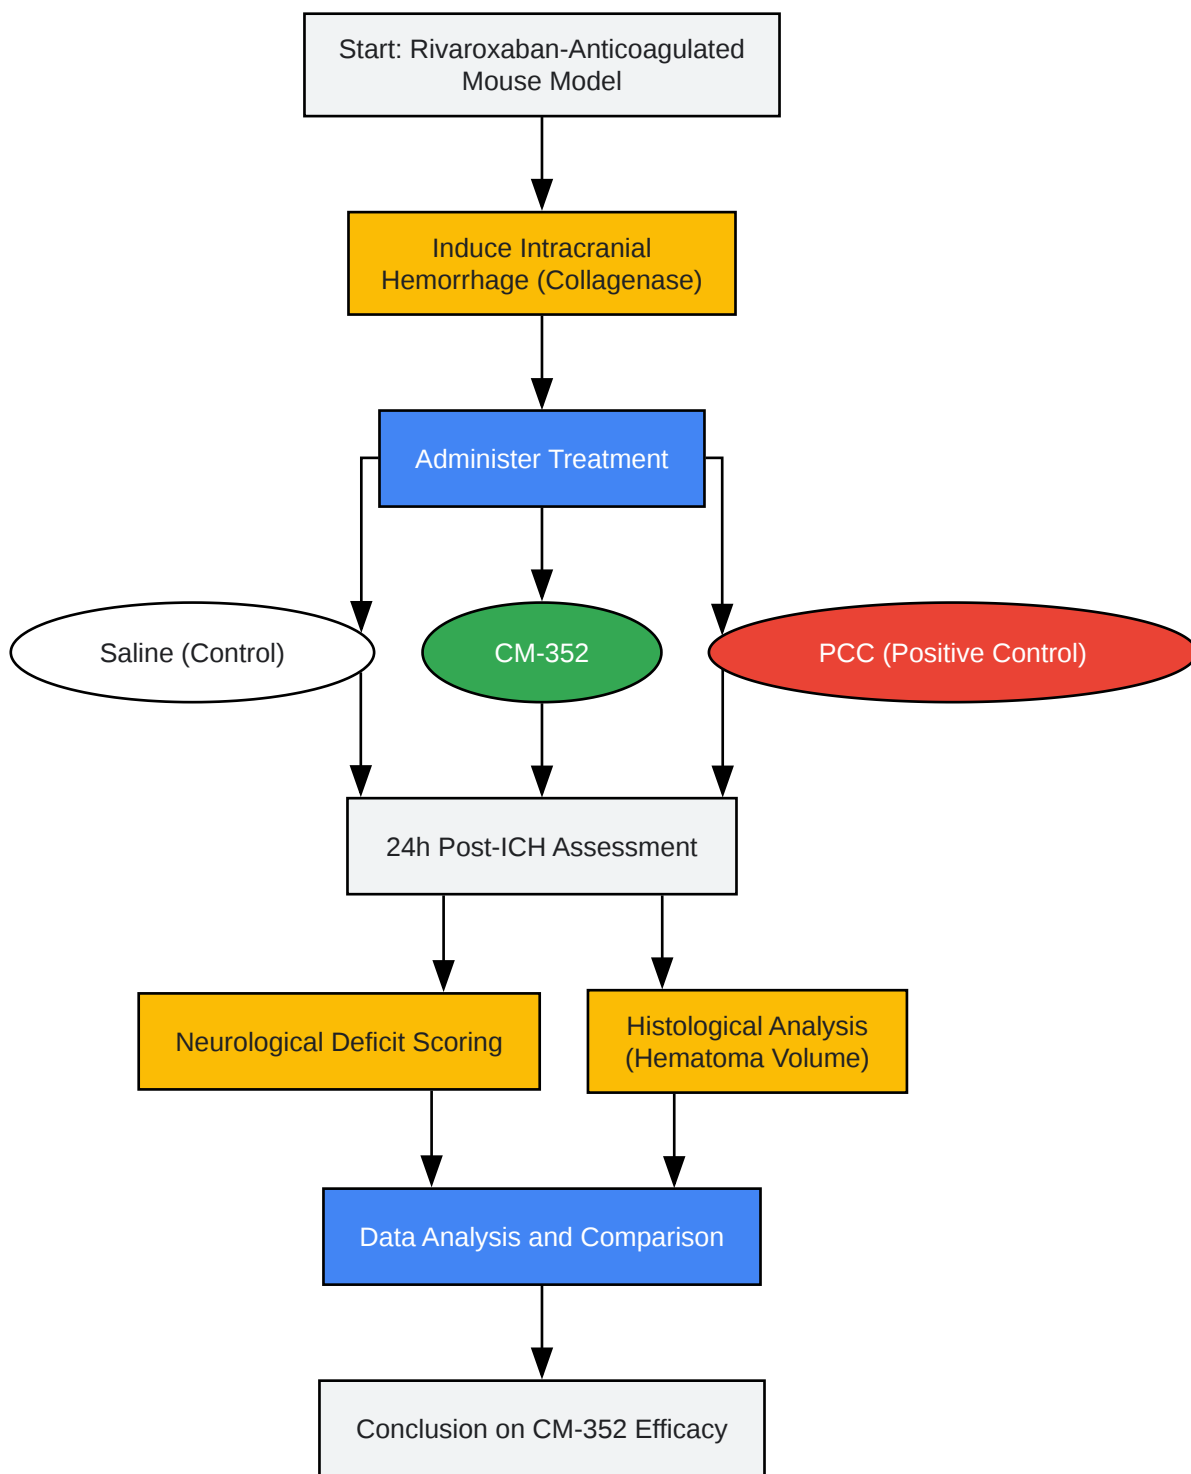 Start: Rivaroxaban-Anticoagulated
Mouse Model
Induce Intracranial
Hemorrhage (Collagenase)
Administer Treatment
Saline (Control)
CM-352
PCC (Positive Control)
24h Post-ICH Assessment
Neurological Deficit Scoring
Histological Analysis
(Hematoma Volume)
Data Analysis and Comparison
Conclusion on CM-352 Efficacy